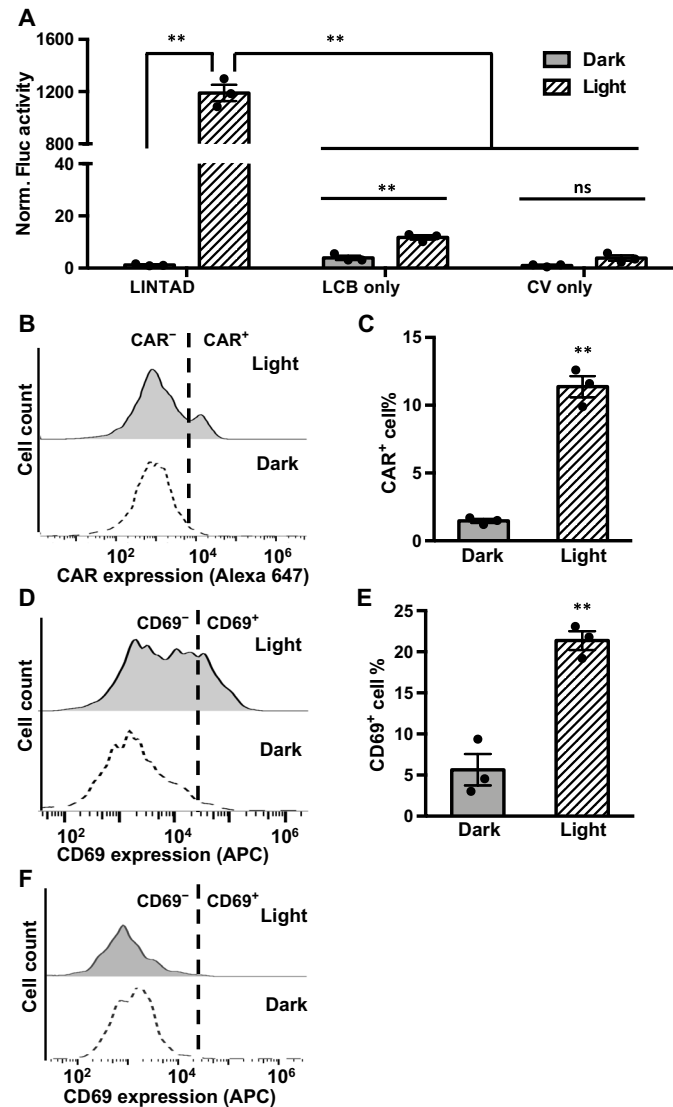 A
Norm. Fluc activity
1600
1200
800
40
20
0
**
**
**
ns
Dark
Light
LINTAD
LCB only
CV only
B
CAR⁻
CAR⁺
Light
Dark
Cell count
10²
10⁴
10⁶
CAR expression (Alexa 647)
C
CAR⁺ cell%
15
10
5
0
**
Dark
Light
D
CD69⁻
CD69⁺
Light
Dark
Cell count
10²
10⁴
10⁶
CD69 expression (APC)
E
CD69⁺ cell %
25
20
15
10
5
0
**
Dark
Light
F
CD69⁻
CD69⁺
Light
Dark
Cell count
10²
10⁴
10⁶
CD69 expression (APC)